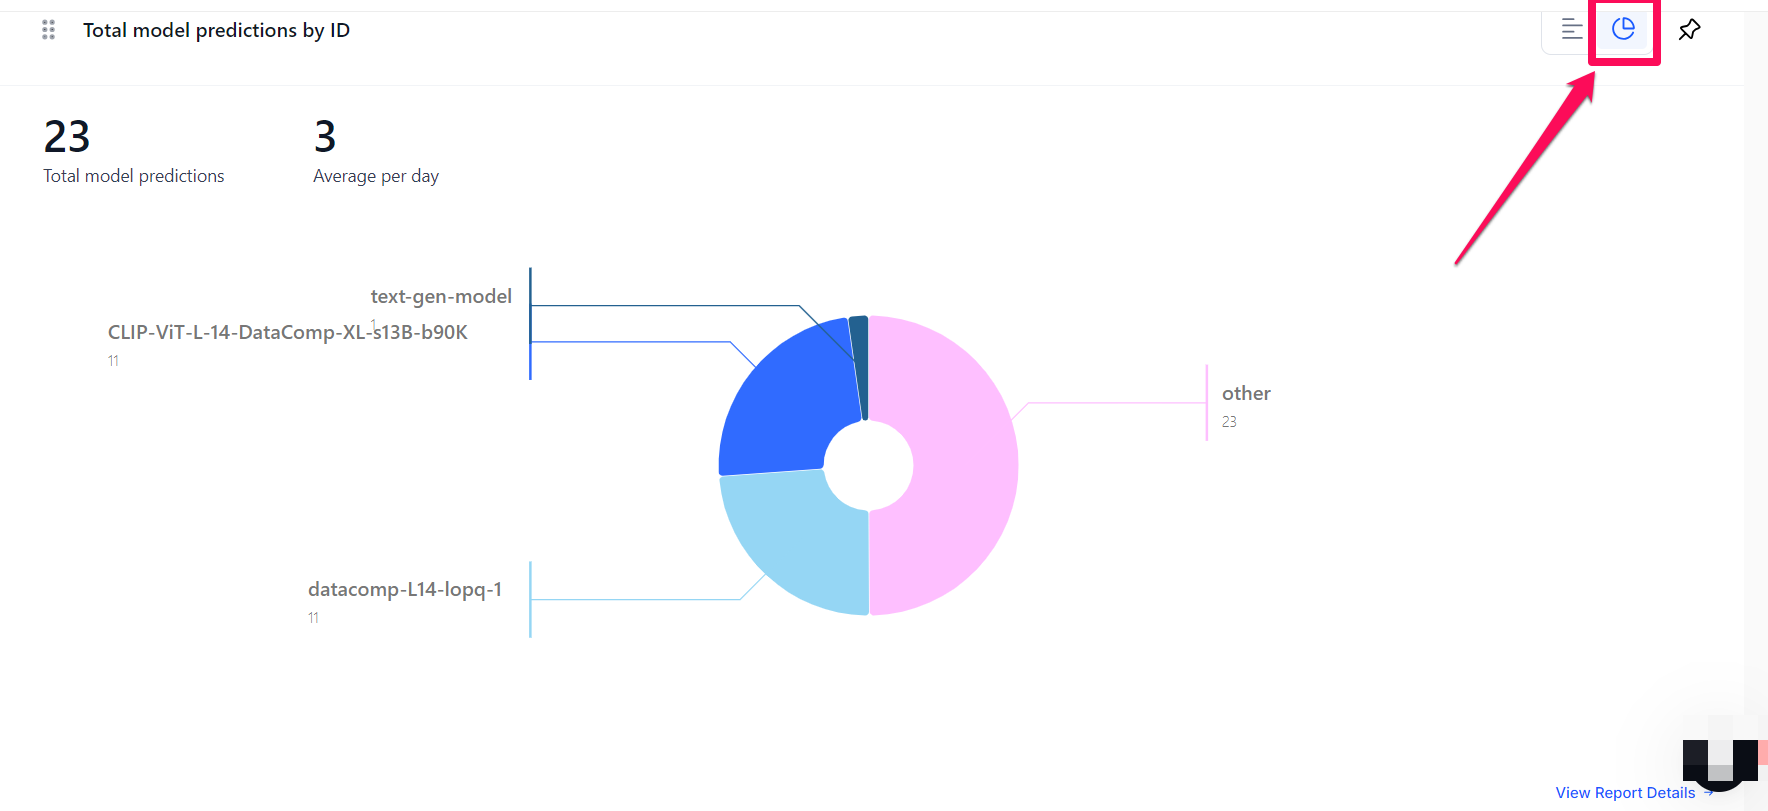 Total model predictions by ID
23
Total model predictions
3
Average per day
text-gen-model
1
CLIP-ViT-L-14-DataComp-XL-s13B-b90K
11
other
23
datacomp-L14-lopq-1
11
View Report Details →